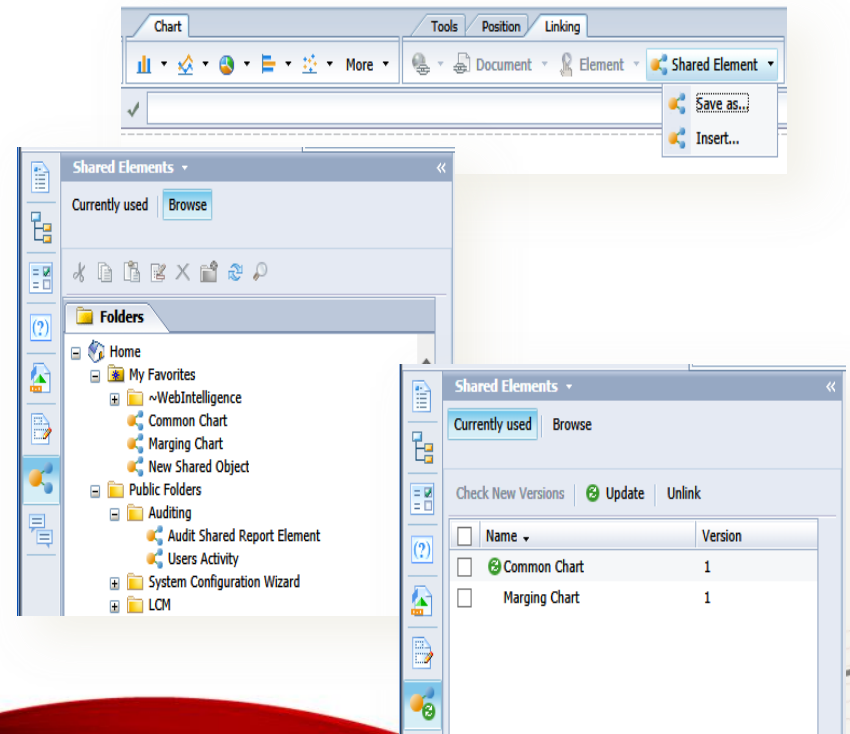 Chart
Tools Position Linking
More Document Element Shared Element
Save as...
Insert...
Shared Elements
Currently used Browse
Folders
Home
My Favorites
~WebIntelligence
Common Chart
Marging Chart
New Shared Object
Public Folders
Auditing
Audit Shared Report Element
Users Activity
System Configuration Wizard
LCM
Shared Elements
Currently used Browse
Check New Versions Update Unlink
Name Version
Common Chart 1
Marging Chart 1